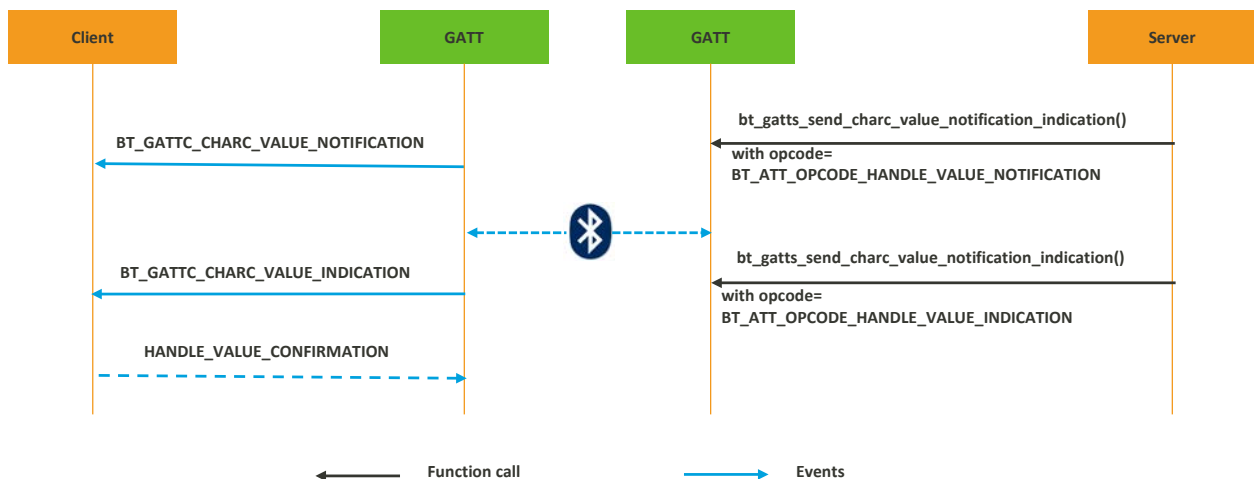 Client
GATT
GATT
Server
bt_gatts_send_charc_value_notification_indication()
BT_GATTC_CHARC_VALUE_NOTIFICATION
with opcode=
BT_ATT_OPCODE_HANDLE_VALUE_NOTIFICATION
bt_gatts_send_charc_value_notification_indication()
BT_GATTC_CHARC_VALUE_INDICATION
with opcode=
BT_ATT_OPCODE_HANDLE_VALUE_INDICATION
HANDLE_VALUE_CONFIRMATION
Function call
Events